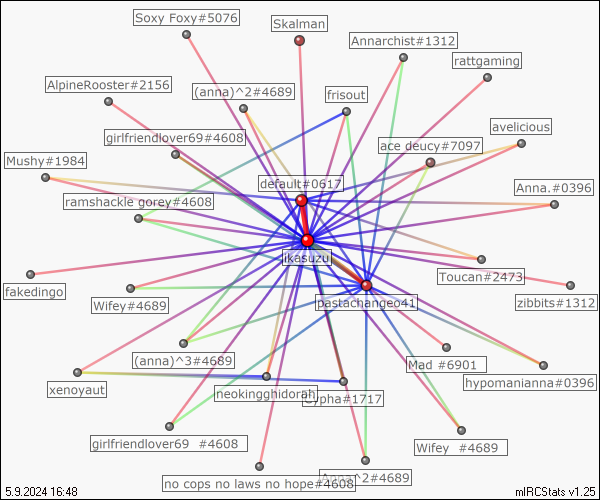 Soxy Foxy#5076
Skalman
Annarchist#1312
rattgaming
AlpineRooster#2156
(anna)^2#4689
frisout
girlfriendlover69#4608
ace deucy#7097
avelicious
Mushy#1984
default#0617
Anna.#0396
ramshackle gorey#4608
ikasuzu
Toucan#2473
fakedingo
Wifey#4689
pastachangeo41
zibbits#1312
(anna)^3#4689
Mad #6901
xenoyaut
neokingghidorah
Cypha#1717
hypomanianna#0396
girlfriendlover69 #4608
Wifey #4689
no cops no laws no hope#4608
Anna^2#4689
5.9.2024 16:48
mIRCStats v1.25